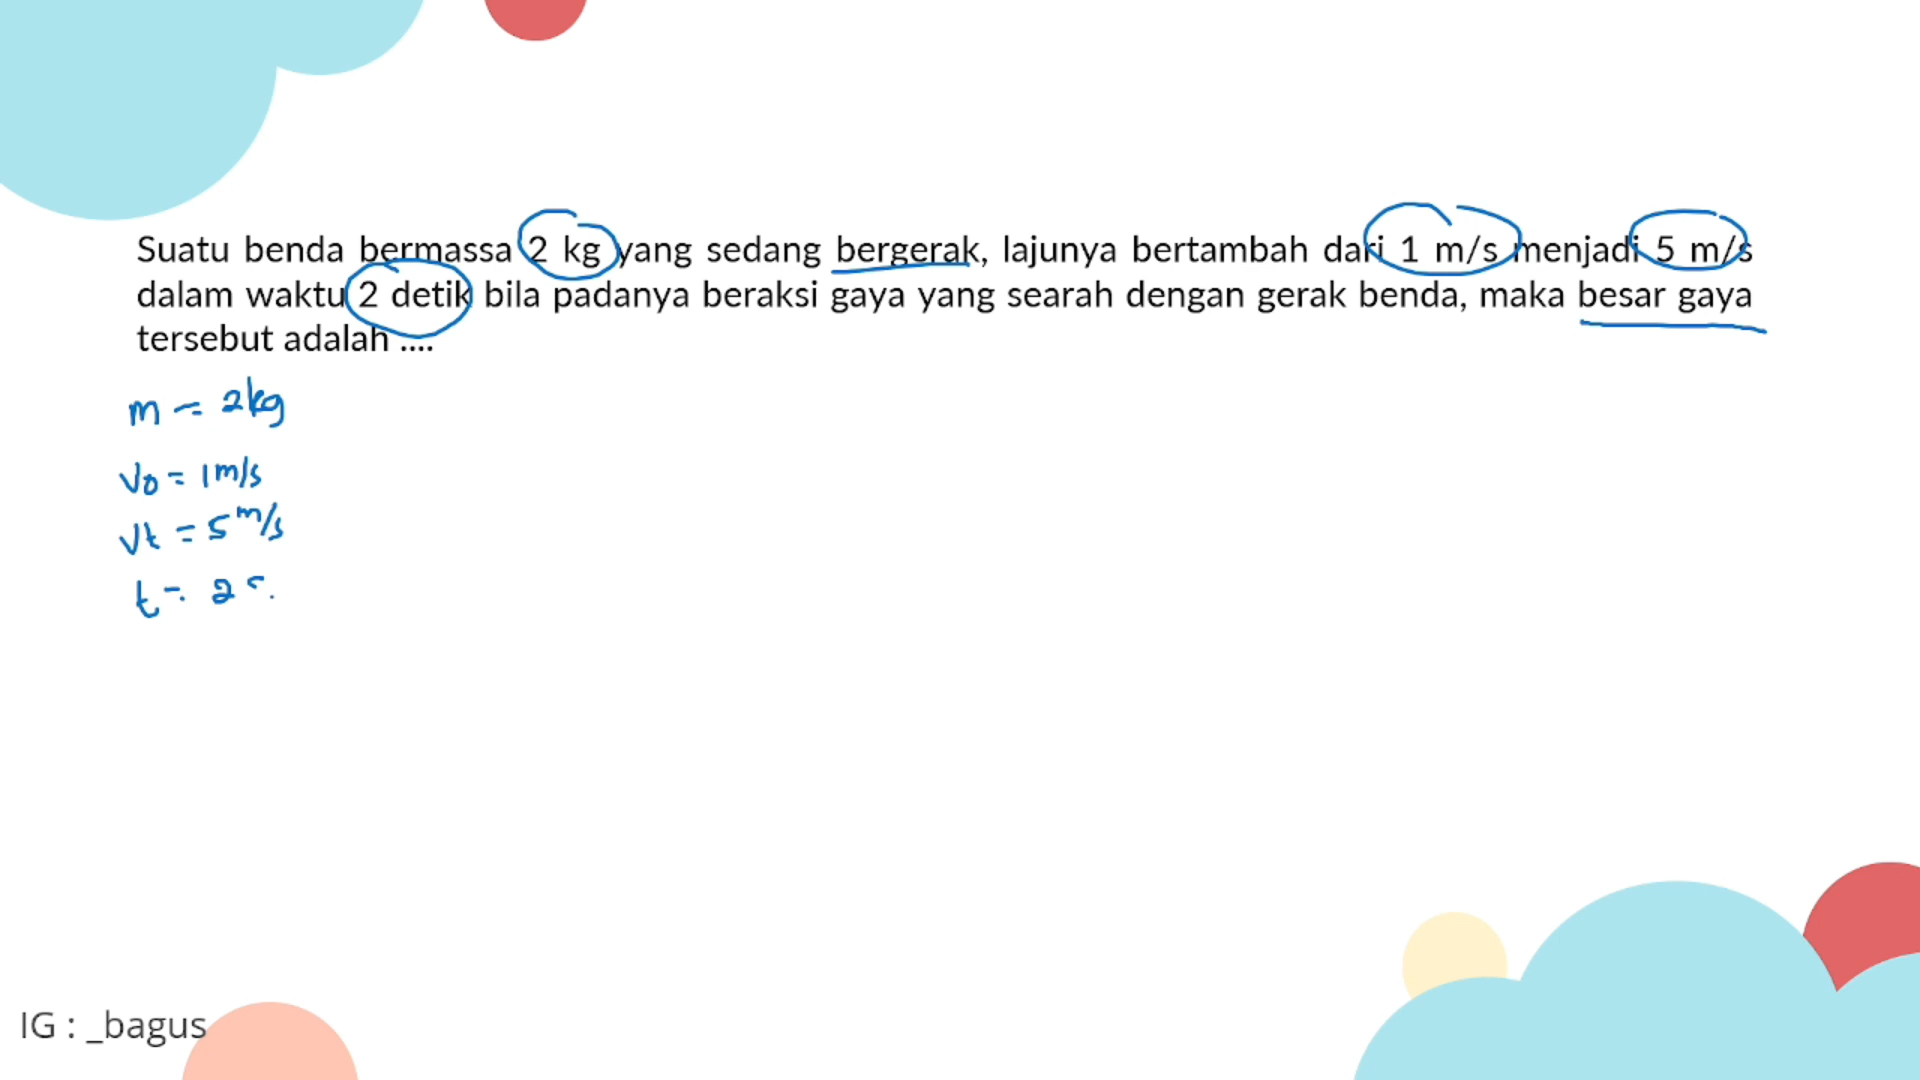 Suatu benda bermassa 2 kg yang sedang bergerak, lajunya bertambah dari 1 m/s menjadi 5 m/s
dalam waktu 2 detik bila padanya beraksi gaya yang searah dengan gerak benda, maka besar gaya
tersebut adalah ....
m = 2kg
v0 = 1m/s
vt = 5 m/s
t = 2 s.
IG : _bagus